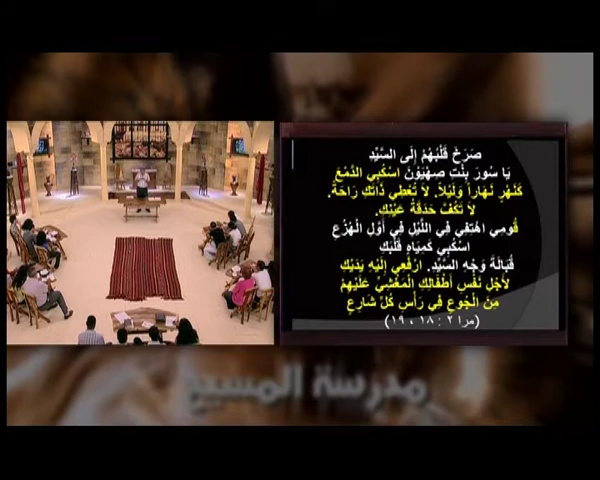 صَرَخَ قَلْبُهُمْ إِلَى السَّيِّدِ
يَا سُورَ بِنْتِ صِهْيَوْنَ اسْكُبِي الدَّمْعَ
كَنَهْرٍ نَهَاراً وَلَيْلاً. لاَ تُعْطِي ذَاتَكِ رَاحَةً.
لاَ تَكُفَّ حَدَقَةُ عَيْنِكِ.
قُومِي اهْتِفِي فِي اللَّيْلِ فِي أَوَّلِ الْهُزُعِ
اسْكُبِي كَمِيَاهٍ قَلْبَكِ
قُبَالَةَ وَجْهِ السَّيِّدِ. ارْفَعِي إِلَيْهِ يَدَيْكِ
لأَجْلِ نَفْسِ أَطْفَالِكِ الْمَغْشِيِّ عَلَيْهِمْ
مِنَ الْجُوعِ فِي رَأْسِ كُلِّ شَارِعٍ
(مرا ٢ : ١٨ ، ١٩)
مدرسة المسيح